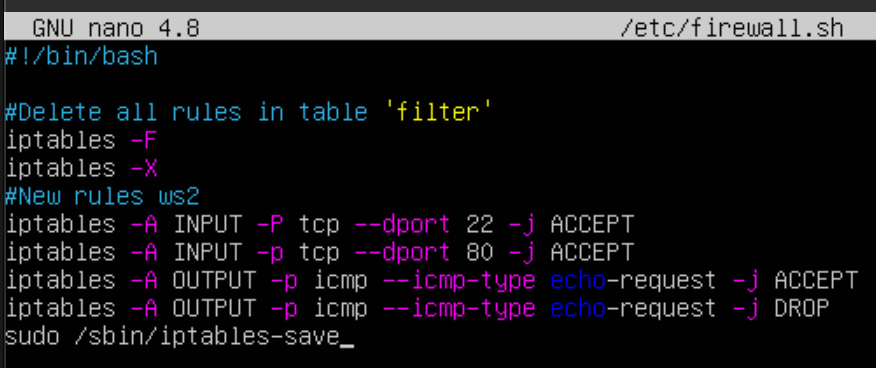 GNU nano 4.8 /etc/firewall.sh
#!/bin/bash
#Delete all rules in table 'filter'
iptables -F
iptables -X
#New rules ws2
iptables -A INPUT -P tcp --dport 22 -j ACCEPT
iptables -A INPUT -p tcp --dport 80 -j ACCEPT
iptables -A OUTPUT -p icmp --icmp-type echo-request -j ACCEPT
iptables -A OUTPUT -p icmp --icmp-type echo-request -j DROP
sudo /sbin/iptables-save_